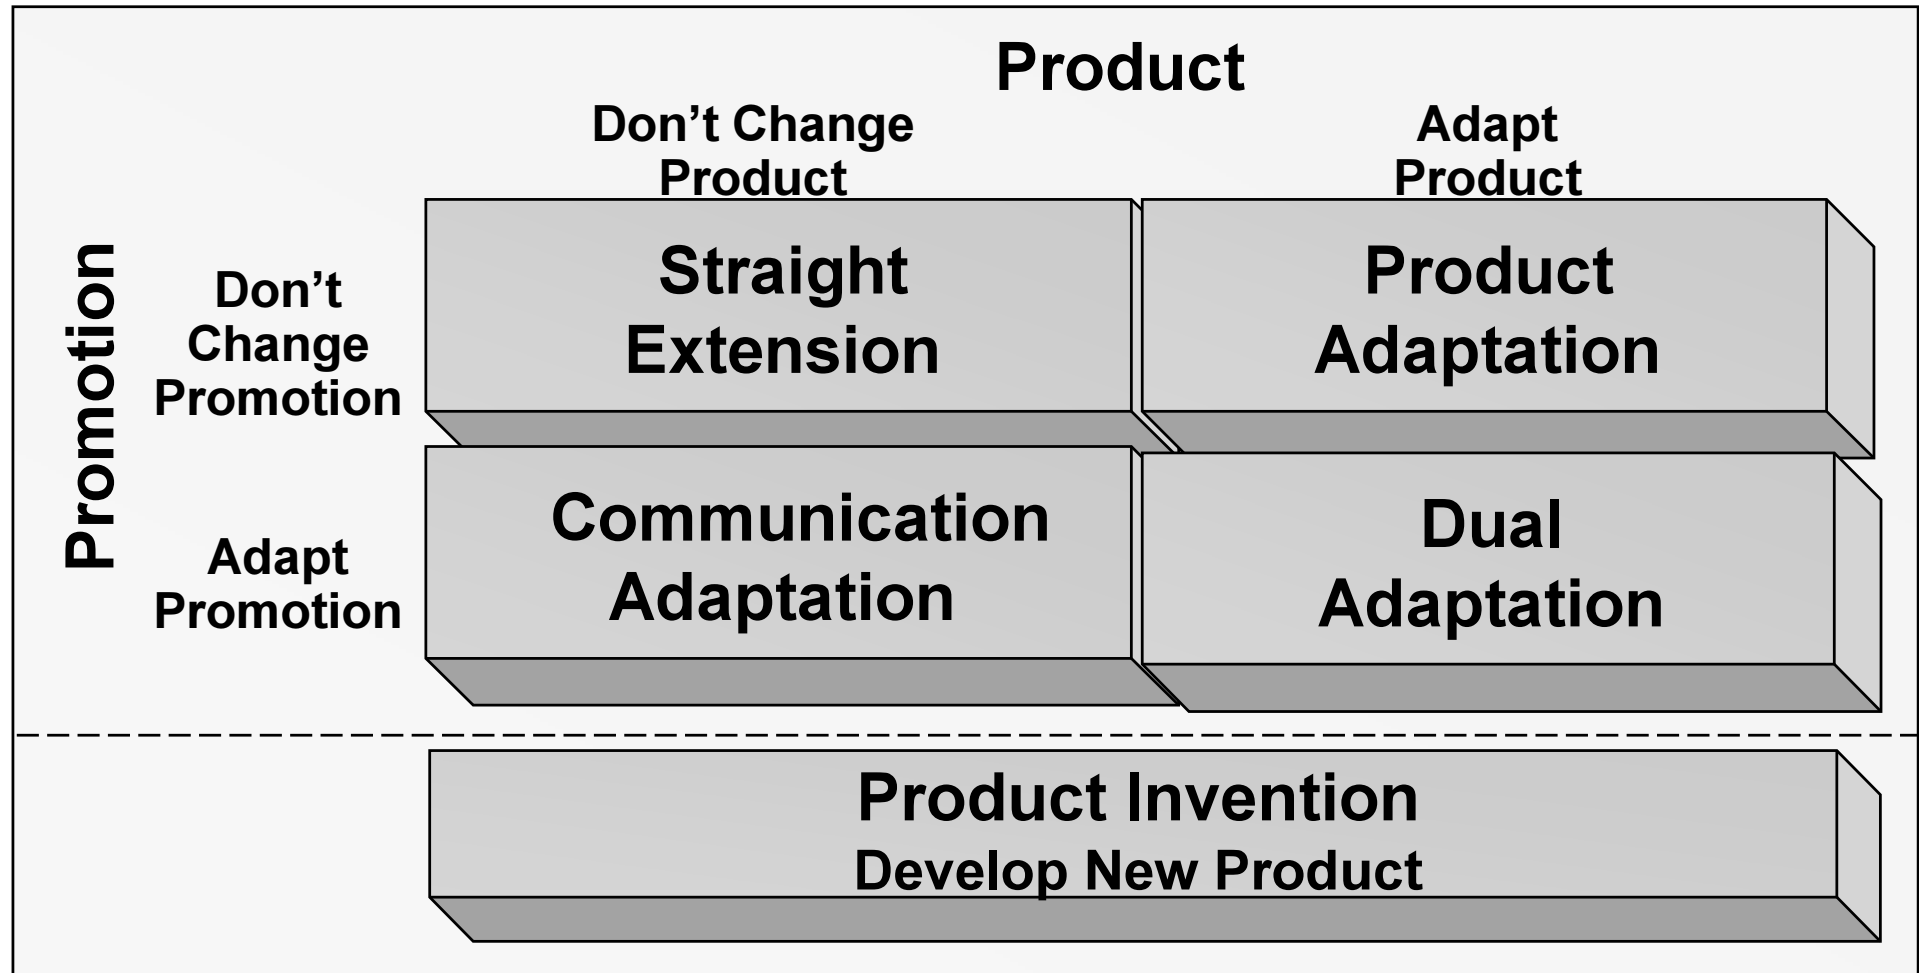 Product
Don’t Change
Product
Adapt
Product
Promotion
Don’t
Change
Promotion
Straight
Extension
Product
Adaptation
Adapt
Promotion
Communication
Adaptation
Dual
Adaptation
Product Invention
Develop New Product